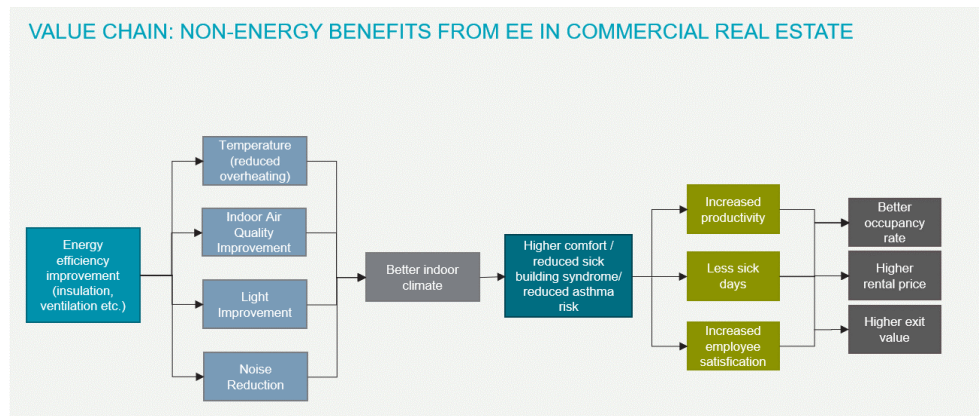 VALUE CHAIN: NON-ENERGY BENEFITS FROM EE IN COMMERCIAL REAL ESTATE
Energy
efficiency
improvement
(insulation,
ventilation etc.)
Temperature
(reduced
overheating)
Indoor Air
Quality
Improvement
Light
Improvement
Noise
Reduction
Better indoor
climate
Higher comfort /
reduced sick
building syndrome/
reduced asthma
risk
Increased
productivity
Less sick
days
Increased
employee
satisfication
Better
occupancy
rate
Higher
rental price
Higher exit
value